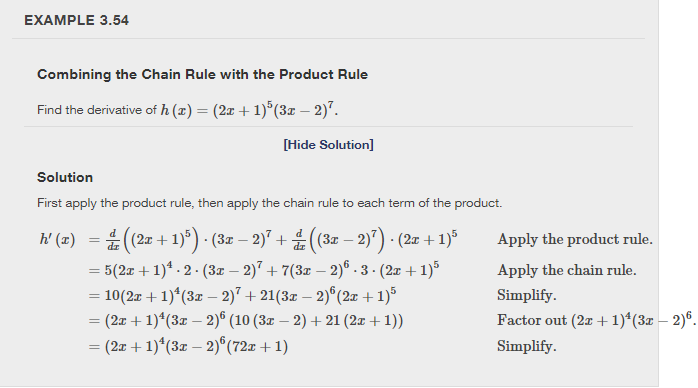 EXAMPLE 3.54
Combining the Chain Rule with the Product Rule
Find the derivative of h (x) = (2x + 1)⁵(3x − 2)⁷.
[Hide Solution]
Solution
First apply the product rule, then apply the chain rule to each term of the product.
h′ (x) = d/dx ((2x + 1)⁵) · (3x − 2)⁷ + d/dx ((3x − 2)⁷) · (2x + 1)⁵ Apply the product rule.
= 5(2x + 1)⁴ · 2 · (3x − 2)⁷ + 7(3x − 2)⁶ · 3 · (2x + 1)⁵ Apply the chain rule.
= 10(2x + 1)⁴(3x − 2)⁷ + 21(3x − 2)⁶(2x + 1)⁵ Simplify.
= (2x + 1)⁴(3x − 2)⁶ (10 (3x − 2) + 21 (2x + 1)) Factor out (2x + 1)⁴(3x − 2)⁶.
= (2x + 1)⁴(3x − 2)⁶(72x + 1) Simplify.